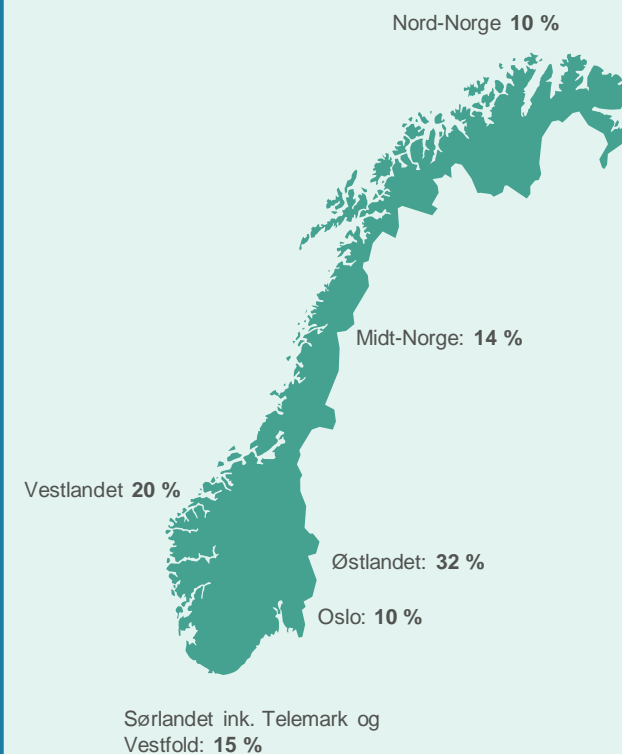 Nord-Norge 10 %
Midt-Norge: 14 %
Vestlandet 20 %
Østlandet: 32 %
Oslo: 10 %
Sørlandet ink. Telemark og
Vestfold: 15 %